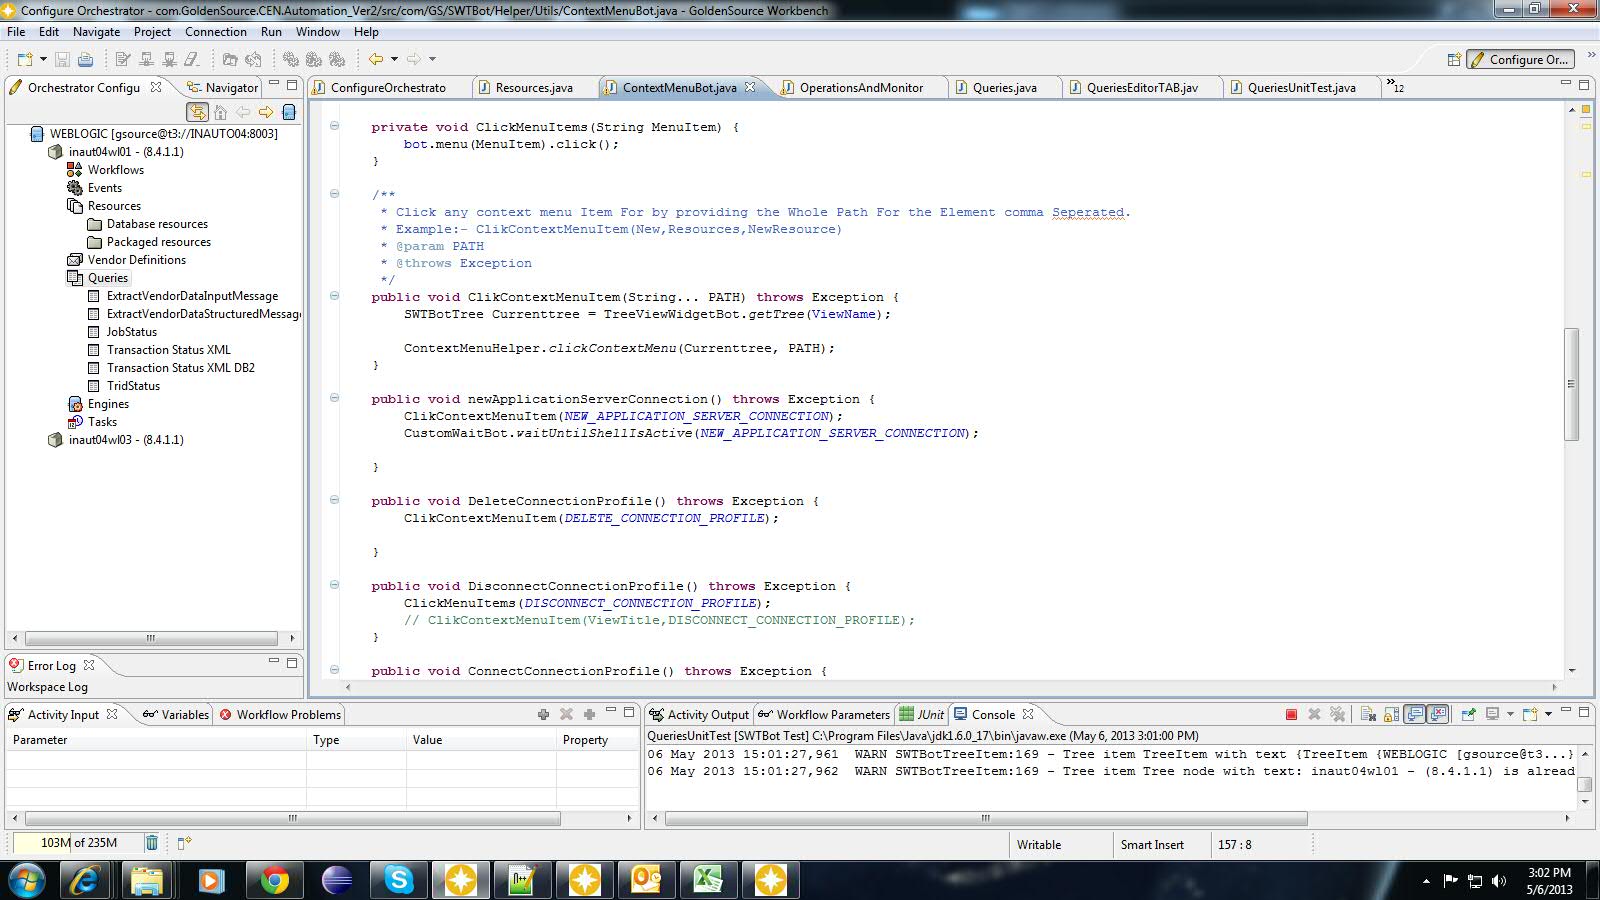 Configure Orchestrator - com.GoldenSource.CEN.Automation_Ver2/src/com/GS/SWTBot/Helper/Utils/ContextMenuBot.java - GoldenSource Workbench
File Edit Navigate Project Connection Run Window Help
Configure Or...
Orchestrator Configu
Navigator
ConfigureOrchestrato
Resources.java
ContextMenuBot.java
OperationsAndMonitor
Queries.java
QueriesEditorTAB.jav
QueriesUnitTest.java
»12
WEBLOGIC [gsource@t3://INAUTO04:8003]
inaut04wl01 - (8.4.1.1)
Workflows
Events
Resources
Database resources
Packaged resources
Vendor Definitions
Queries
ExtractVendorDataInputMessage
ExtractVendorDataStructuredMessage
JobStatus
Transaction Status XML
Transaction Status XML DB2
TridStatus
Engines
Tasks
inaut04wl03 - (8.4.1.1)
private void ClickMenuItems(String MenuItem) {
bot.menu(MenuItem).click();
}
/**
* Click any context menu Item For by providing the Whole Path For the Element comma Seperated.
* Example:- ClikContextMenuItem(New,Resources,NewResource)
* @param PATH
* @throws Exception
*/
public void ClikContextMenuItem(String... PATH) throws Exception {
SWTBotTree Currenttree = TreeViewWidgetBot.getTree(ViewName);
ContextMenuHelper.clickContextMenu(Currenttree, PATH);
}
public void newApplicationServerConnection() throws Exception {
ClikContextMenuItem(NEW_APPLICATION_SERVER_CONNECTION);
CustomWaitBot.waitUntilShellIsActive(NEW_APPLICATION_SERVER_CONNECTION);
}
public void DeleteConnectionProfile() throws Exception {
ClikContextMenuItem(DELETE_CONNECTION_PROFILE);
}
public void DisconnectConnectionProfile() throws Exception {
ClickMenuItems(DISCONNECT_CONNECTION_PROFILE);
// ClikContextMenuItem(ViewTitle,DISCONNECT_CONNECTION_PROFILE);
}
public void ConnectConnectionProfile() throws Exception {
Error Log
Workspace Log
Activity Input
Variables
Workflow Problems
Parameter Type Value Property
Activity Output
Workflow Parameters
JUnit
Console
QueriesUnitTest [SWTBot Test] C:\Program Files\Java\jdk1.6.0_17\bin\javaw.exe (May 6, 2013 3:01:00 PM)
06 May 2013 15:01:27,961 WARN SWTBotTreeItem:169 - Tree item TreeItem with text {TreeItem {WEBLOGIC [gsource@t3...}
06 May 2013 15:01:27,962 WARN SWTBotTreeItem:169 - Tree item Tree node with text: inaut04wl01 - (8.4.1.1) is alread
103M of 235M
Writable
Smart Insert
157 : 8
3:02 PM
5/6/2013